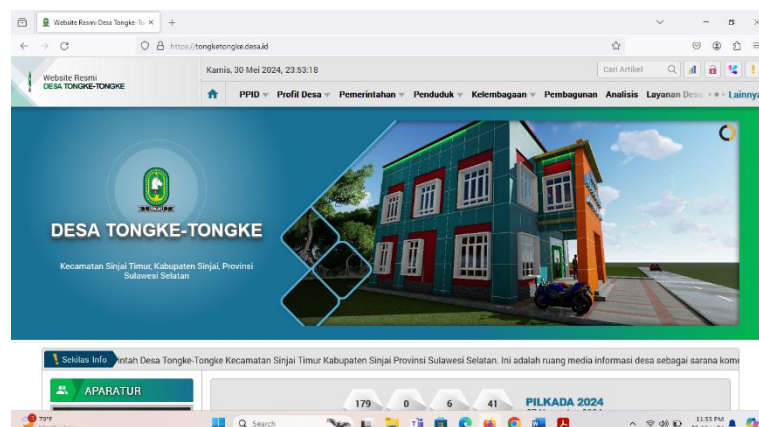 Website Resmi Desa Tongke-To
https://tongketongke.desa.id
Website Resmi
DESA TONGKE-TONGKE
Kamis, 30 Mei 2024, 23:53:18
Cari Artikel
PPID Profil Desa Pemerintahan Penduduk Kelembagaan Pembagunan Analisis Layanan Desa Lainnya
DESA TONGKE-TONGKE
Kecamatan Sinjai Timur, Kabupaten Sinjai, Provinsi
Sulawesi Selatan
Sekilas Info intah Desa Tongke-Tongke Kecamatan Sinjai Timur Kabupaten Sinjai Provinsi Sulawesi Selatan. Ini adalah ruang media informasi desa sebagai sarana komu
APARATUR
179 0 6 41 PILKADA 2024
79°F
Search
11:53 PM